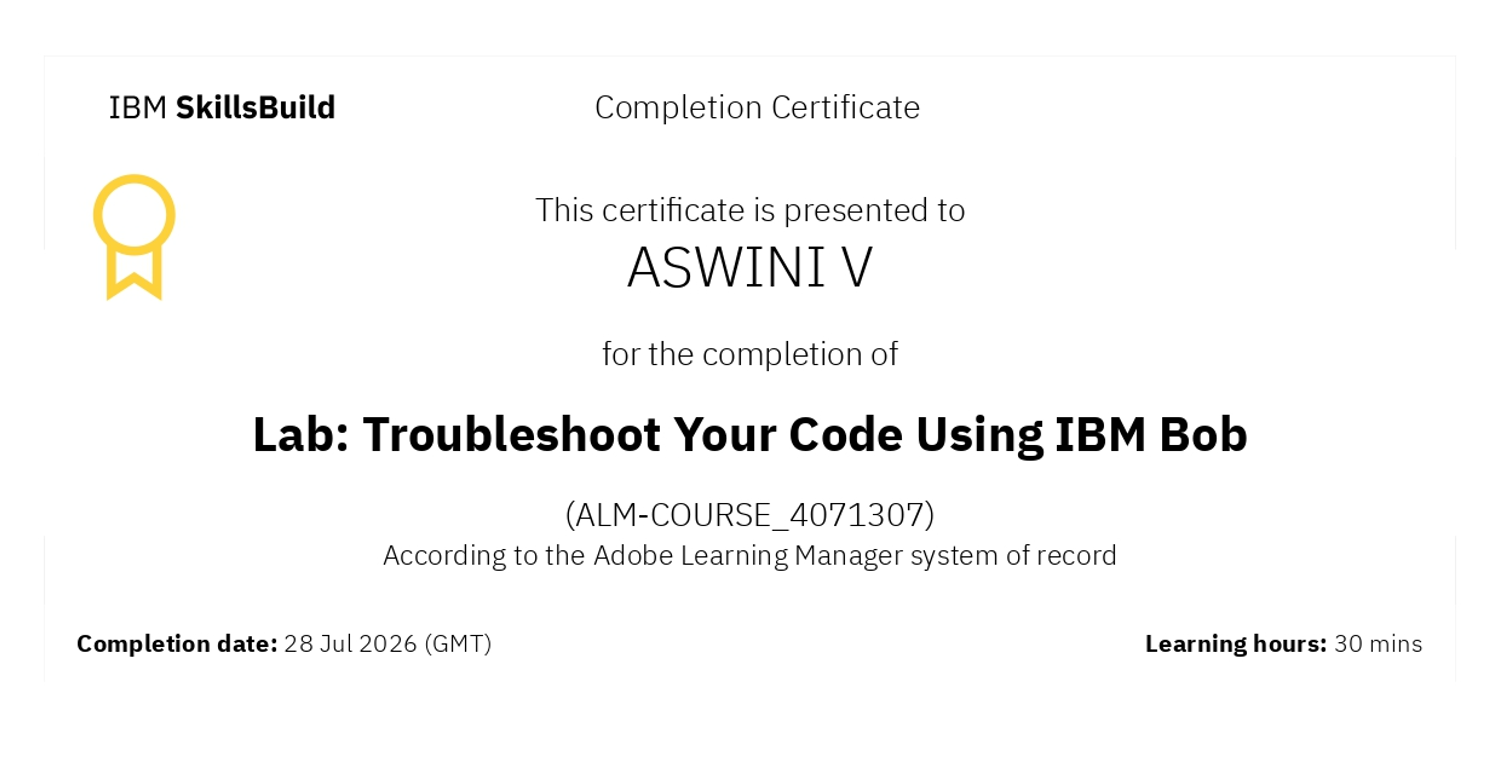 IBM SkillsBuild
Completion Certificate
This certificate is presented to
ASWINI V
for the completion of
Lab: Troubleshoot Your Code Using IBM Bob
(ALM-COURSE_4071307)
According to the Adobe Learning Manager system of record
Completion date: 28 Jul 2026 (GMT)
Learning hours: 30 mins